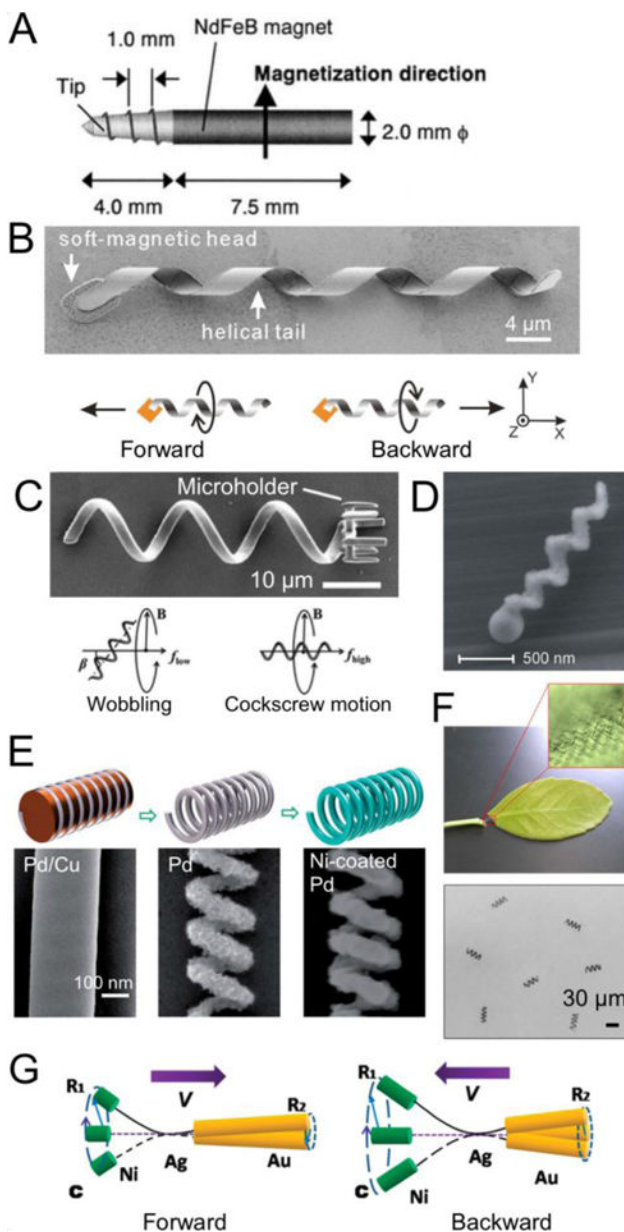 A
NdFeB magnet
1.0 mm
Magnetization direction
Tip
2.0 mm ϕ
4.0 mm
7.5 mm
B
soft-magnetic head
helical tail
4 µm
Forward
Backward
Y
Z
X
C
Microholder
10 µm
B
β
f low
Wobbling
B
f high
Cockscrew motion
D
500 nm
E
Pd/Cu
100 nm
Pd
Ni-coated
Pd
F
30 µm
G
R1
V
R2
C
Ni
Ag
Au
Forward
R1
V
R2
C
Ni
Ag
Au
Backward